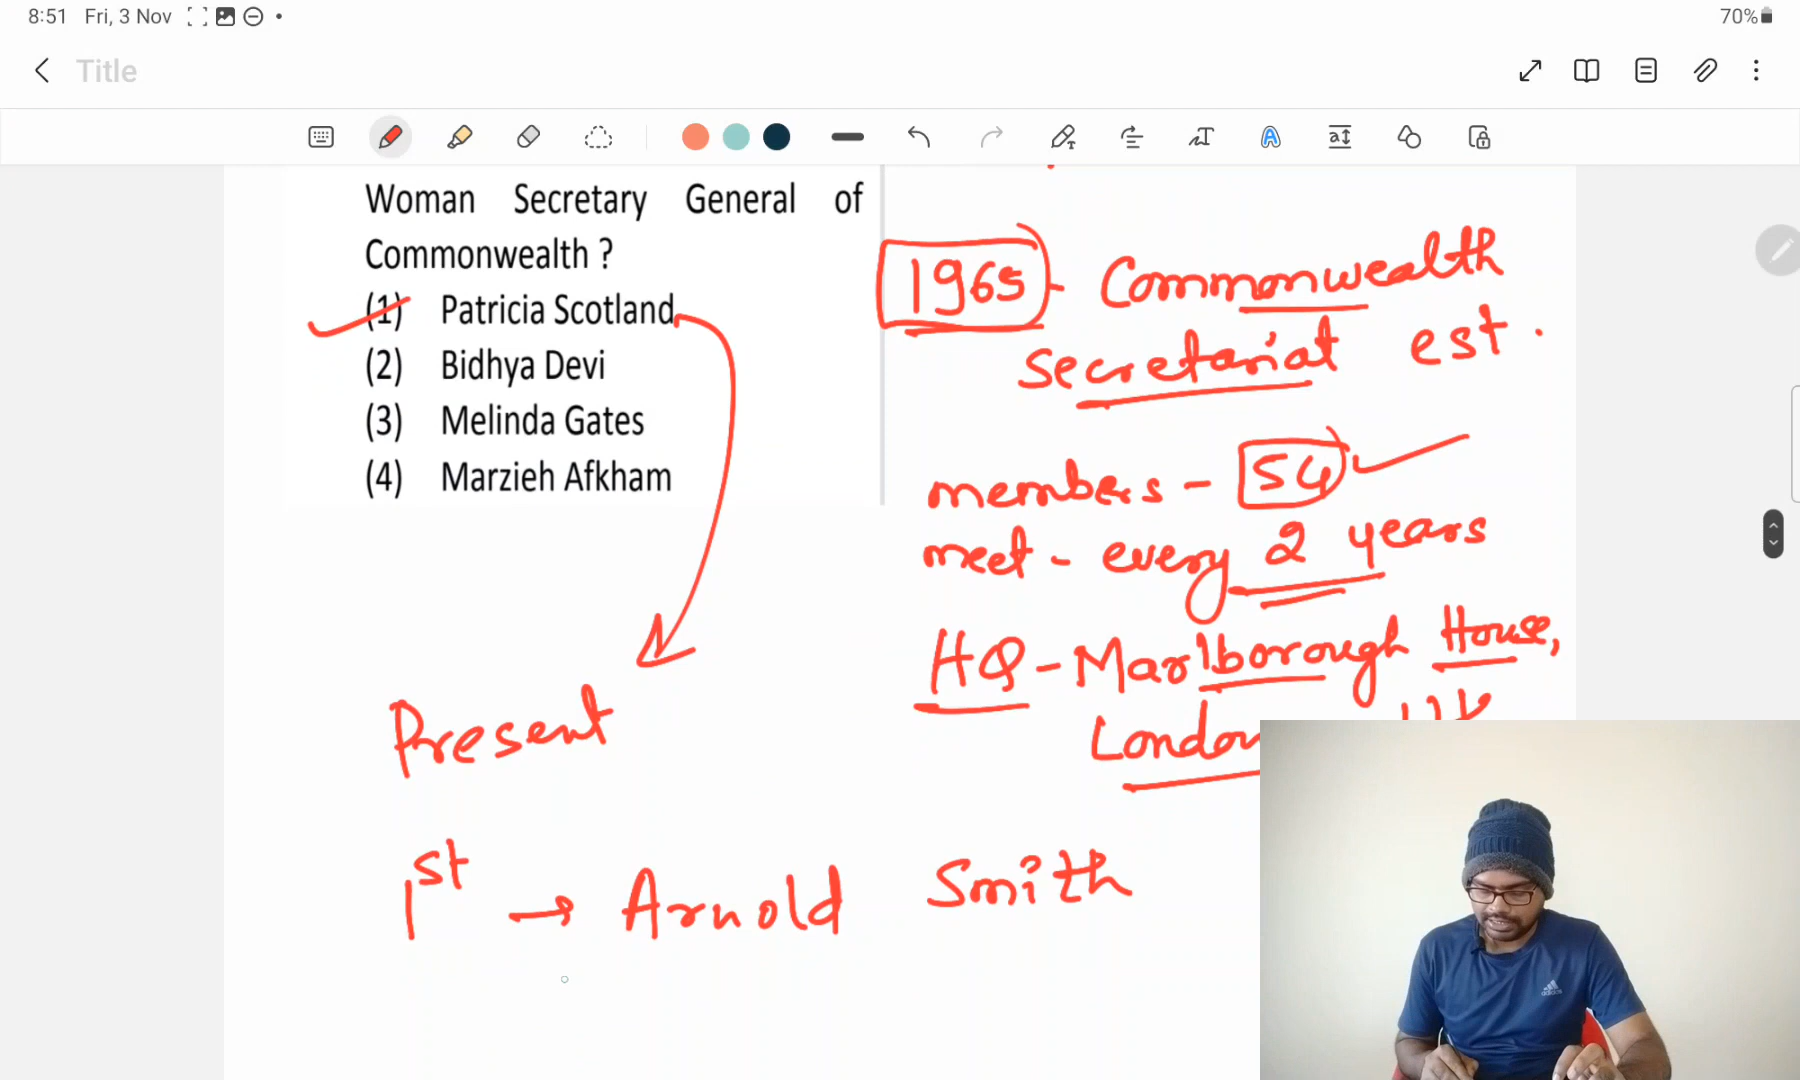 8:51 Fri, 3 Nov
70%
Title
Woman Secretary General of
Commonwealth ?
(1) Patricia Scotland
(2) Bidhya Devi
(3) Melinda Gates
(4) Marzieh Afkham
1965 - Commonwealth
Secretariat est.
members - 54
meet - every 2 years
HQ - Marlborough House,
London
UK
Present
1st → Arnold Smith
adidas